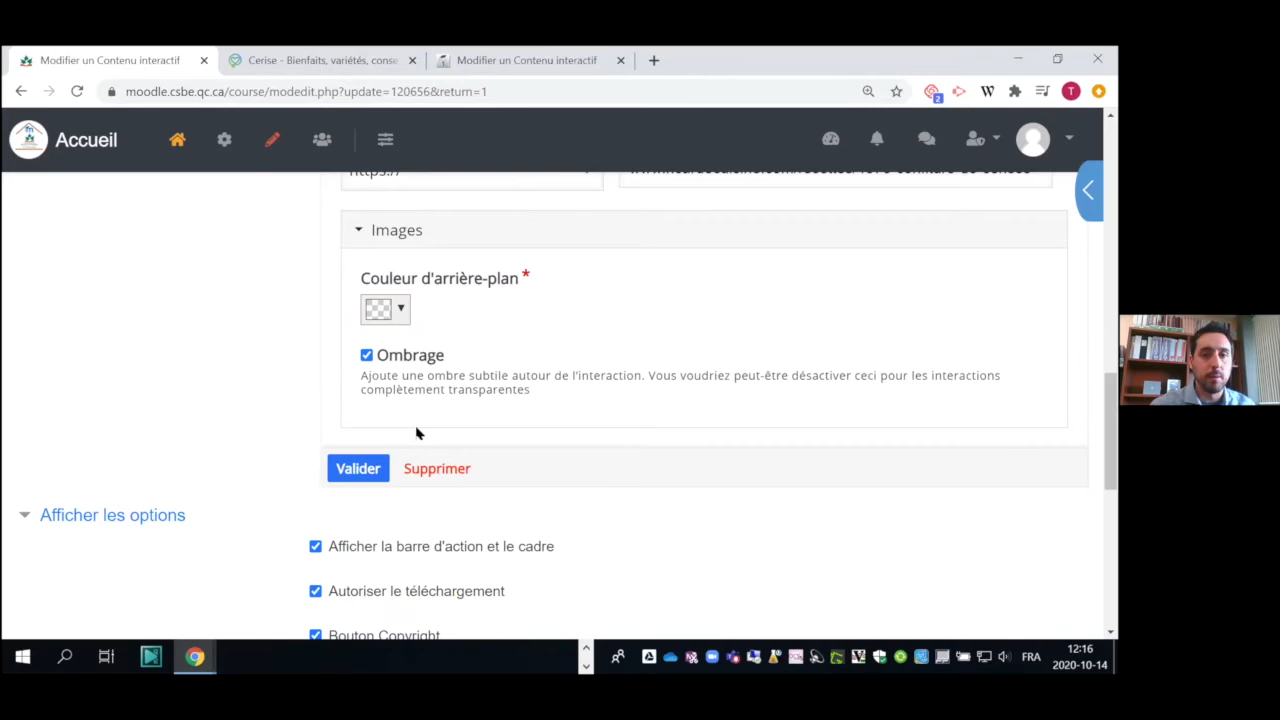 Modifier un Contenu interactif
Cerise - Bienfaits, variétés, conse
Modifier un Contenu interactif
moodle.csbe.qc.ca/course/modedit.php?update=120656&return=1
2
W
T
Accueil
https://
Images
Couleur d'arrière-plan *
Ombrage
Ajoute une ombre subtile autour de l'interaction. Vous voudriez peut-être désactiver ceci pour les interactions
complètement transparentes
Valider Supprimer
Afficher les options
Afficher la barre d'action et le cadre
Autoriser le téléchargement
Bouton Copyright
FRA
12:16
2020-10-14